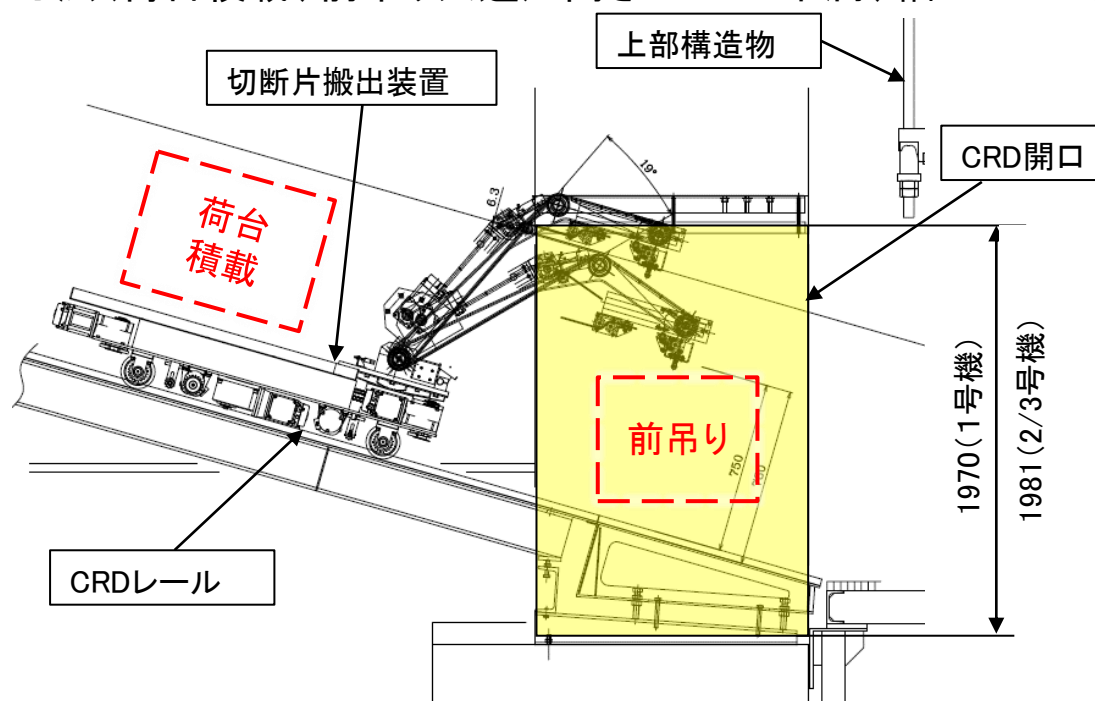 上部構造物
切断片搬出装置
CRD開口
19°
6.3
荷台
積載
前吊り
750
1970(1号機)
1981(2/3号機)
CRDレール